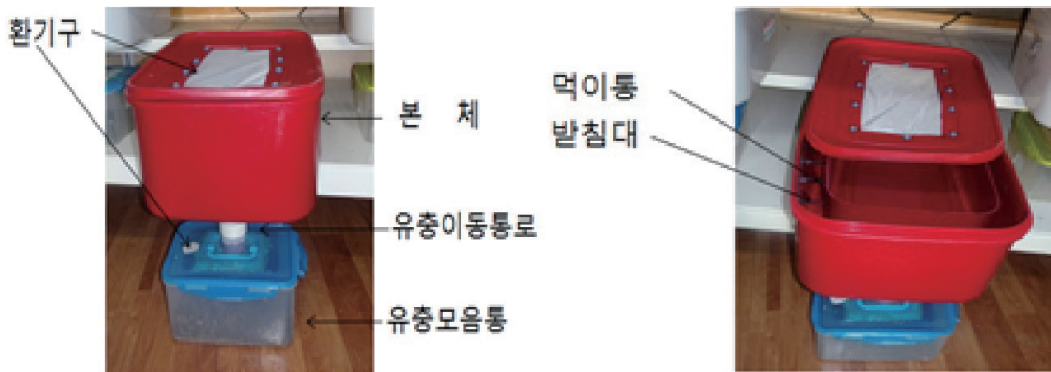 환기구
본 체
유충이동통로
유충모음통
먹이통
받침대